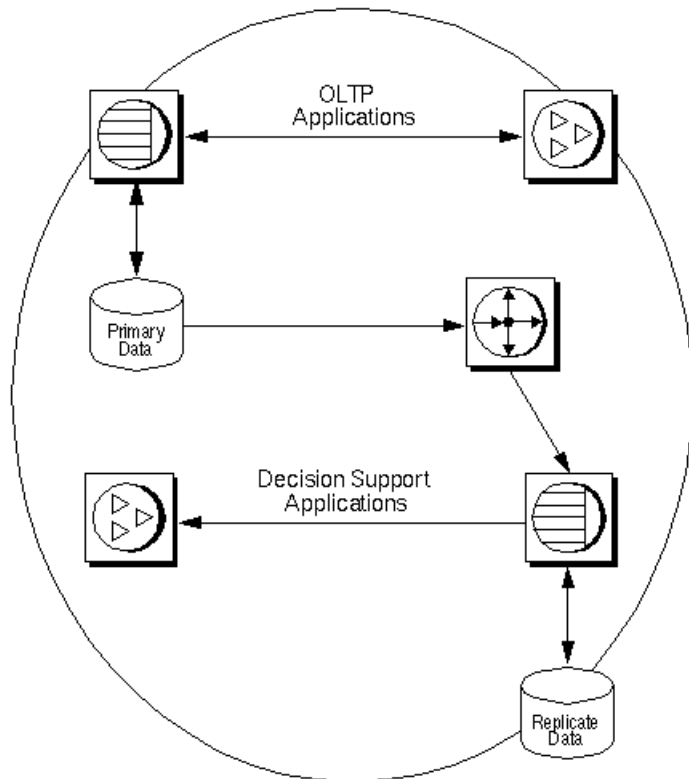 OLTP
Applications
Primary
Data
Decision Support
Applications
Replicate
Data